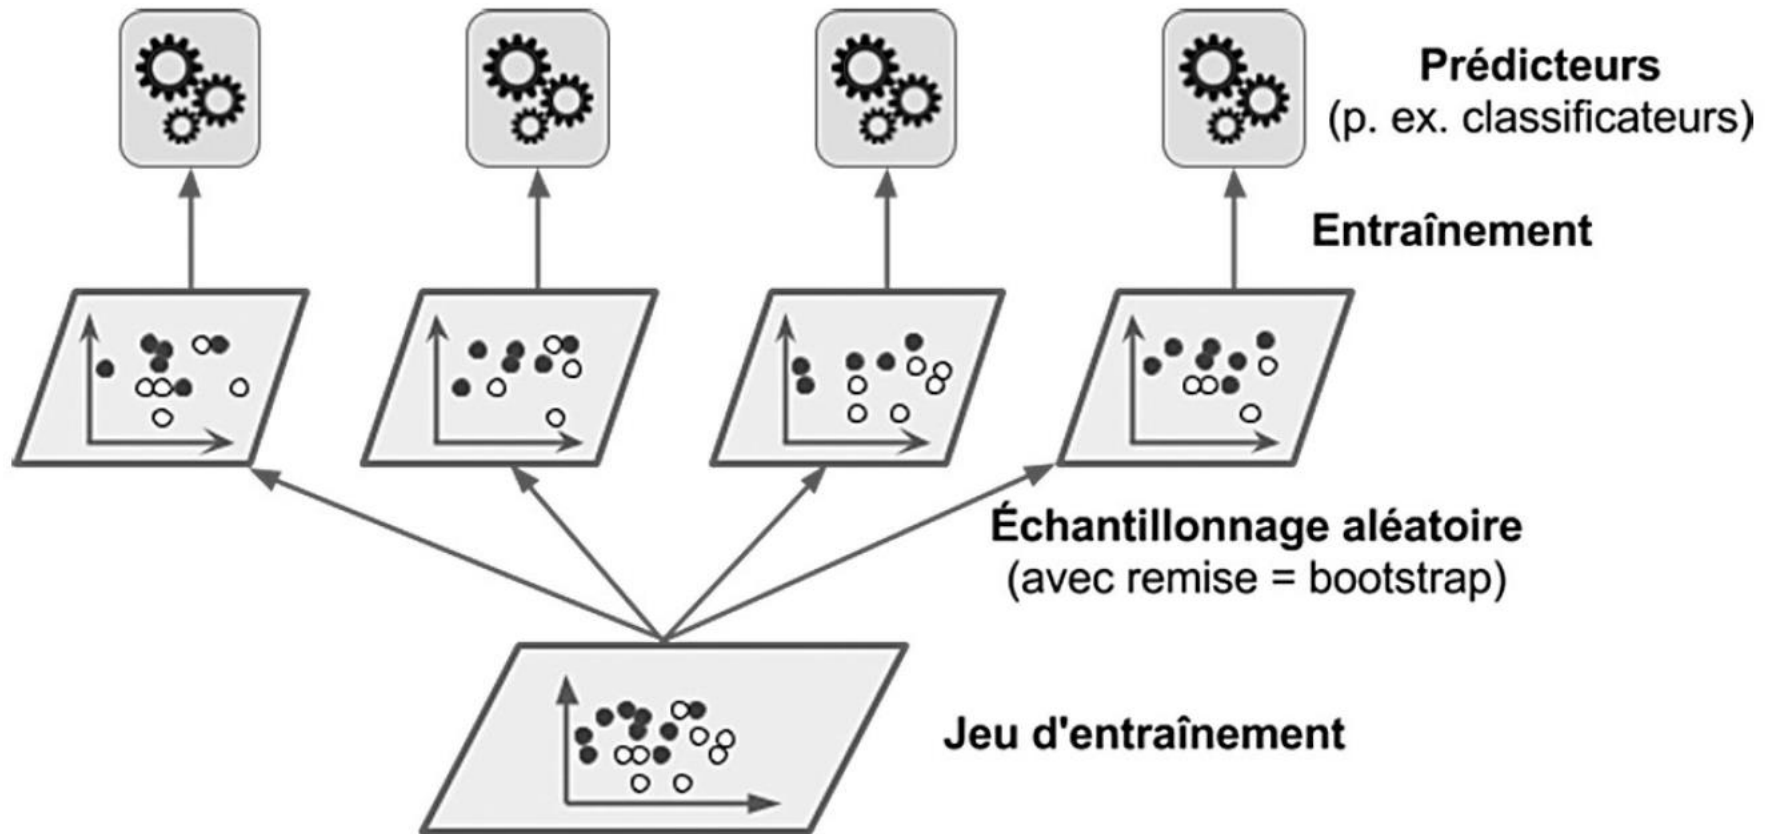 Prédicteurs
(p. ex. classificateurs)
Entraînement
Échantillonnage aléatoire
(avec remise = bootstrap)
Jeu d'entraînement